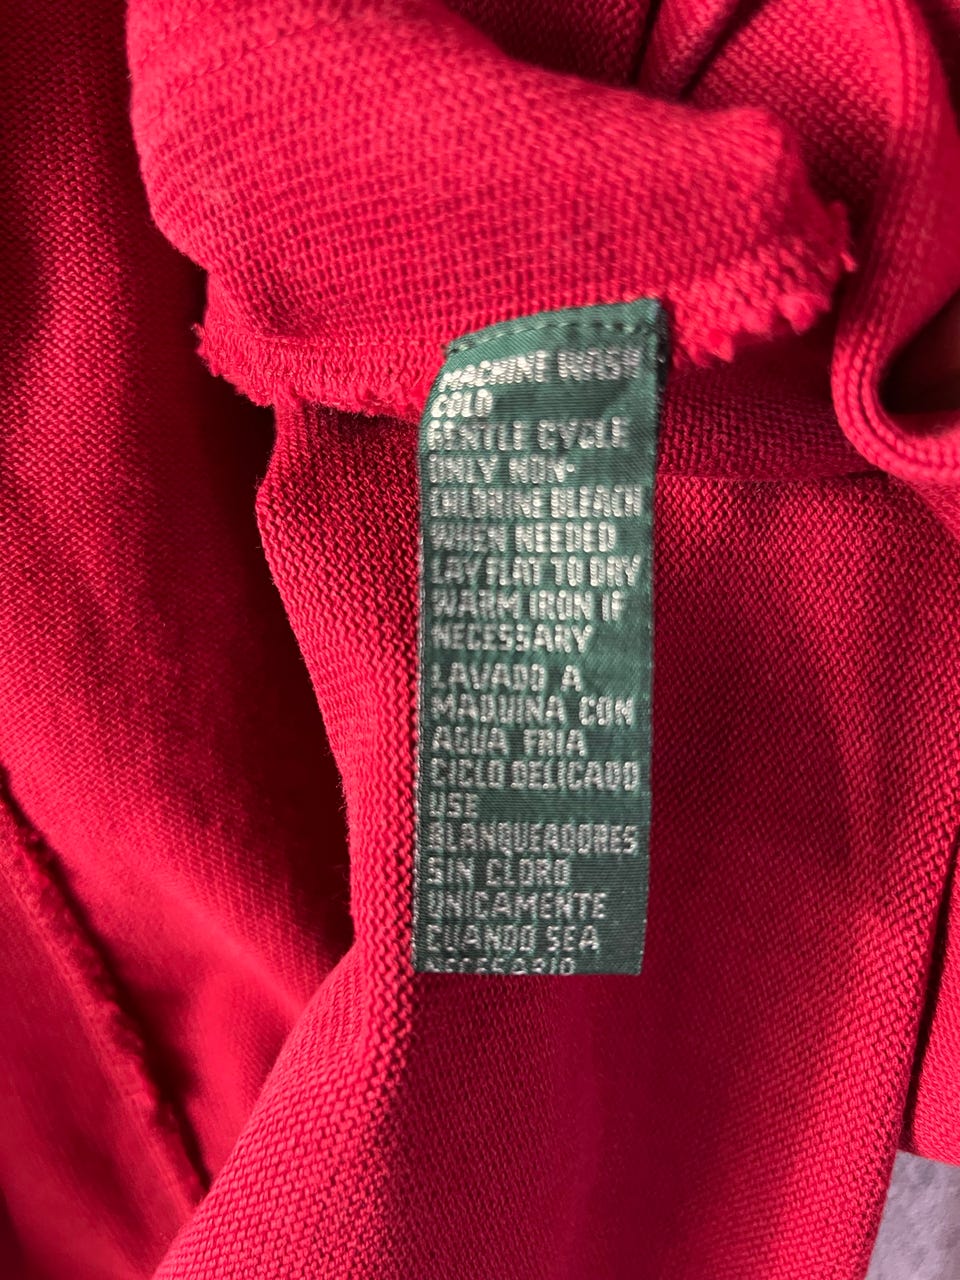 MACHINE WASH
COLD
GENTLE CYCLE
ONLY NON-
CHLORINE BLEACH
WHEN NEEDED
LAY FLAT TO DRY
WARM IRON IF
NECESSARY
LAVADO A
MAQUINA CON
AGUA FRIA
CICLO DELICADO
USE
BLANQUEADORES
SIN CLORO
UNICAMENTE
CUANDO SEA